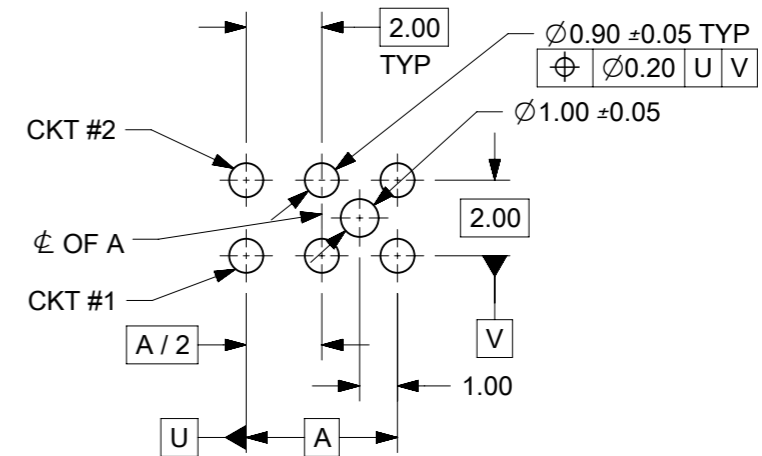 2.00
TYP
∅0.90 ±0.05 TYP
⌖ ∅0.20 U V
∅1.00 ±0.05
CKT #2
2.00
℄ OF A
CKT #1
A / 2
V
1.00
U
A